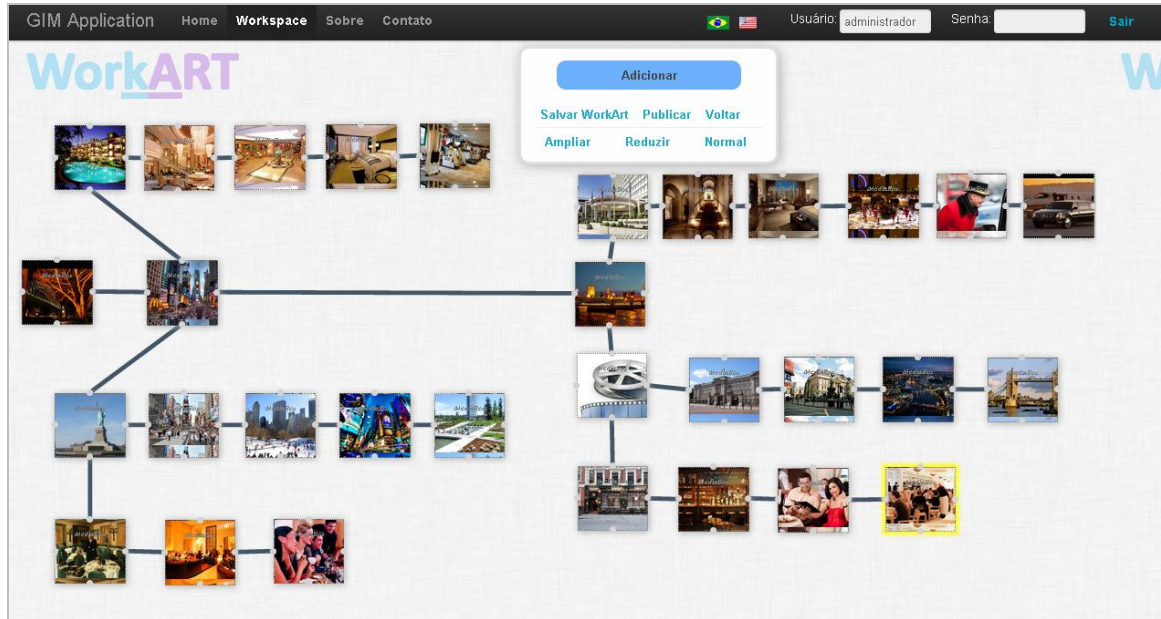 GIM Application Home Workspace Sobre Contato Usuário: administrador Senha: Sair
WorkART W
Adicionar
Salvar WorkArt Publicar Voltar
Ampliar Reduzir Normal